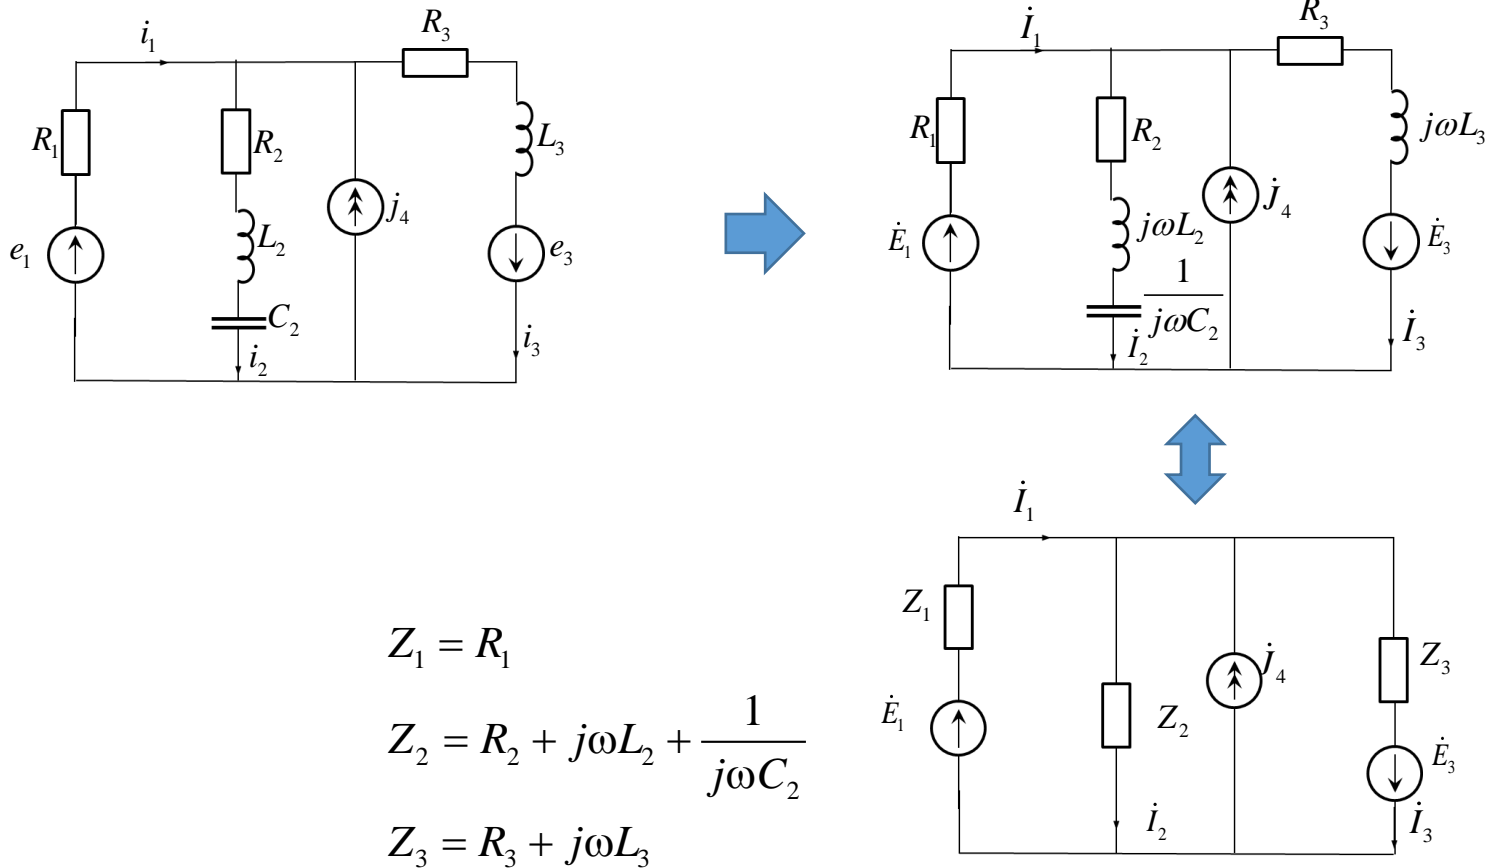 i̇₁
R₃
R₁
R₂
L₃
e₁
L₂
j₄
e₃
C₂
i̇₂
i₃
İ₁
R₃
R₁
R₂
jωL₃
Ė₁
jωL₂
j̇₄
Ė₃
1/(jωC₂)
İ₂
İ₃
İ₁
Z₁
Ė₁
Z₂
j̇₄
Z₃
Ė₃
İ₂
İ₃
Z₁ = R₁
Z₂ = R₂ + jωL₂ + 1/(jωC₂)
Z₃ = R₃ + jωL₃